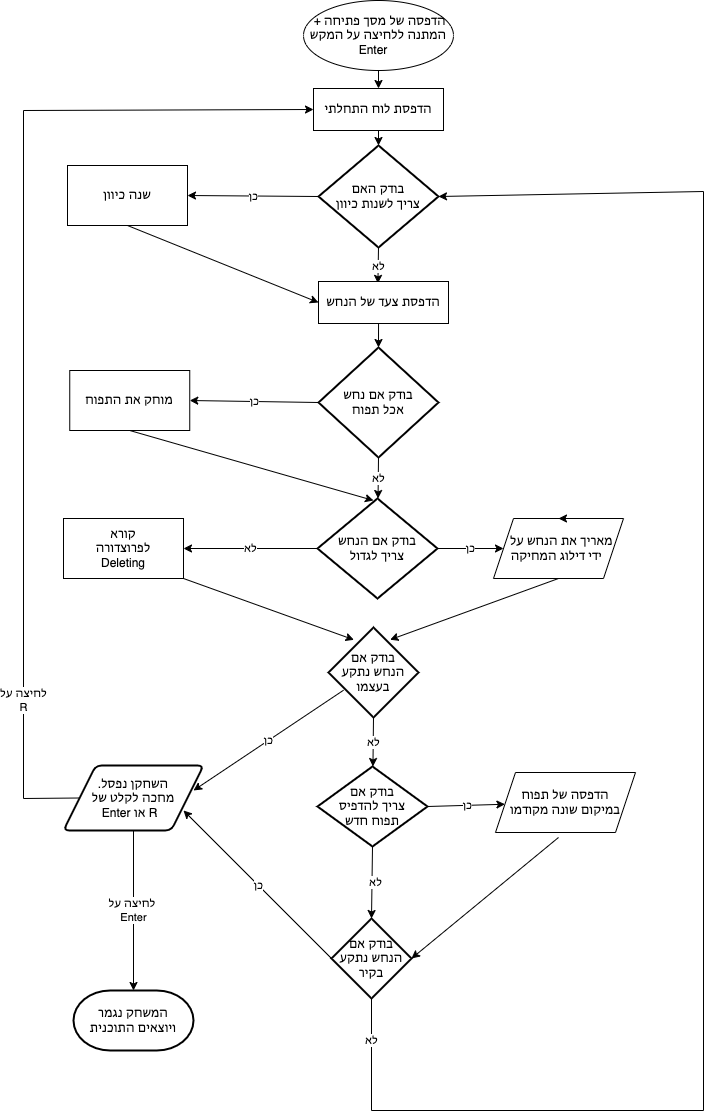 הדפסה של מסך פתיחה +
המתנה ללחיצה על המקש
Enter
הדפסת לוח התחלתי
בודק האם
צריך לשנות כיוון
כן
שנה כיוון
לא
הדפסת צעד של הנחש
בודק אם נחש
אכל תפוח
כן
מוחק את התפוח
לא
בודק אם הנחש
צריך לגדול
לא
קורא
לפרוצדורה
Deleting
כן
מאריך את הנחש על
ידי דילוג המחיקה
בודק אם
הנחש נתקע
בעצמו
לחיצה על
R
כן
לא
השחקן נפסל.
מחכה לקלט של
R או Enter
בודק אם
צריך להדפיס
תפוח חדש
כן
הדפסה של תפוח
במיקום שונה מקודמו
כן
לא
לחיצה על
Enter
בודק אם
הנחש נתקע
בקיר
המשחק נגמר
ויוצאים התוכנית
לא